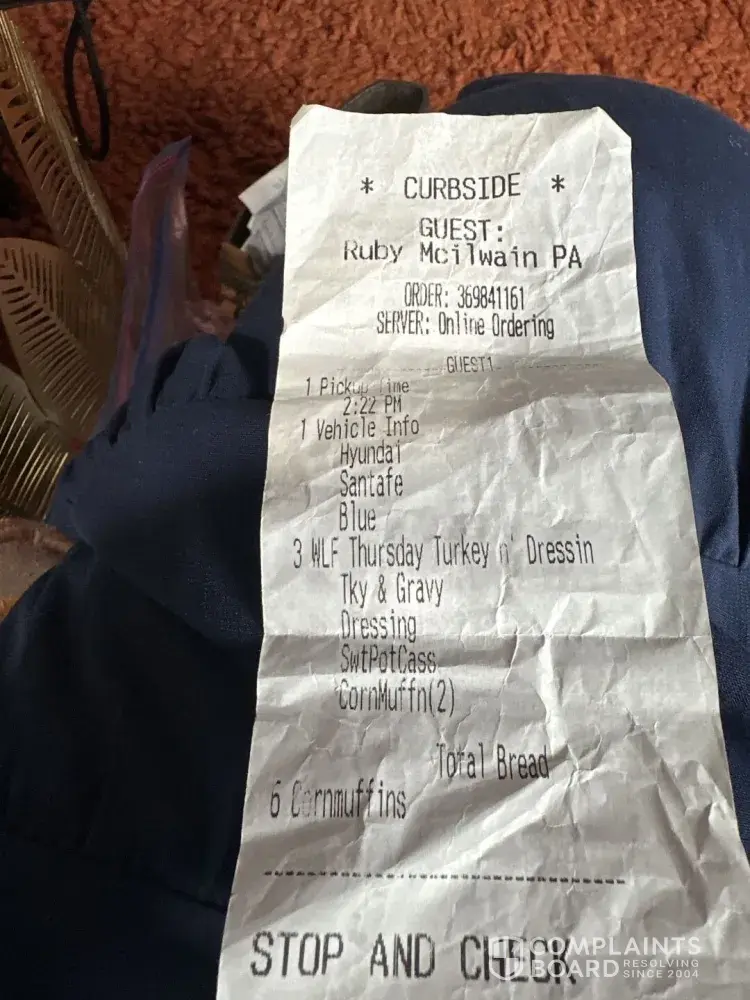 * CURBSIDE *
GUEST:
Ruby Mcilwain PA
ORDER: 369841161
SERVER: Online Ordering
GUEST1
1 Pickup Time
2:22 PM
1 Vehicle Info
Hyundai
Santafe
Blue
3 WLF Thursday Turkey n' Dressin
Tky & Gravy
Dressing
SwtPotCass
CornMuffn(2)
Total Bread
6 Cornmuffins
STOP AND CHECK
COMPLAINTS
BOARD RESOLVING
SINCE 2004